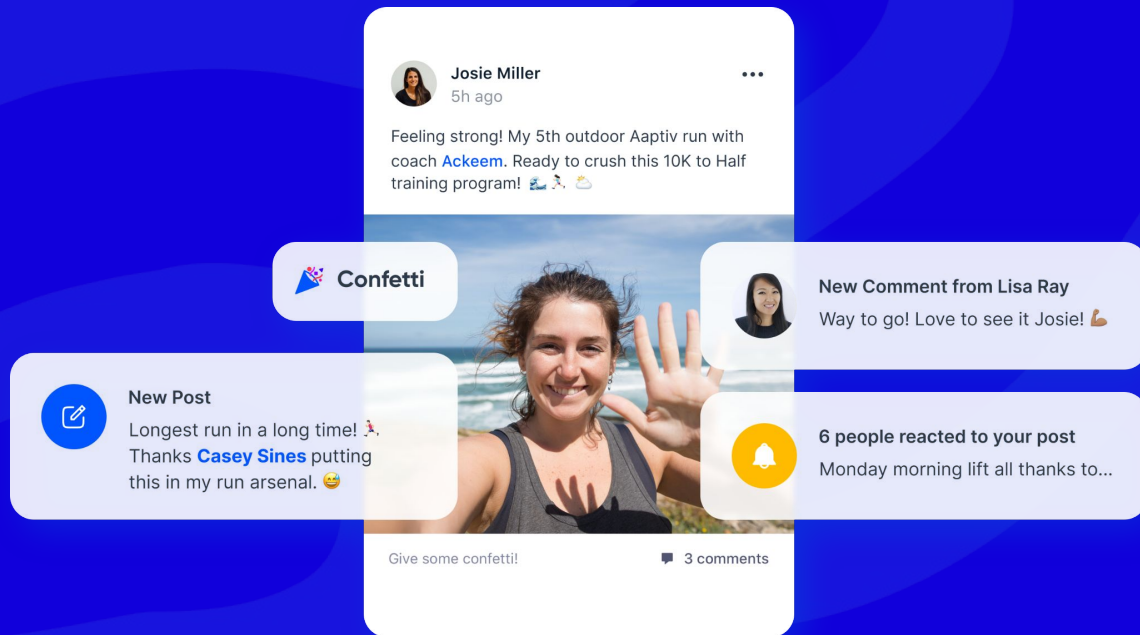 Josie Miller
5h ago
Feeling strong! My 5th outdoor Aaptiv run with
coach Ackeem. Ready to crush this 10K to Half
training program! 🌊🏃🏻‍♀️ 🌥️
🎉 Confetti
New Comment from Lisa Ray
Way to go! Love to see it Josie! 💪🏽
New Post
Longest run in a long time! 🏃🏻‍♀️
Thanks Casey Sines putting
this in my run arsenal. 😅
6 people reacted to your post
Monday morning lift all thanks to...
Give some confetti!
3 comments